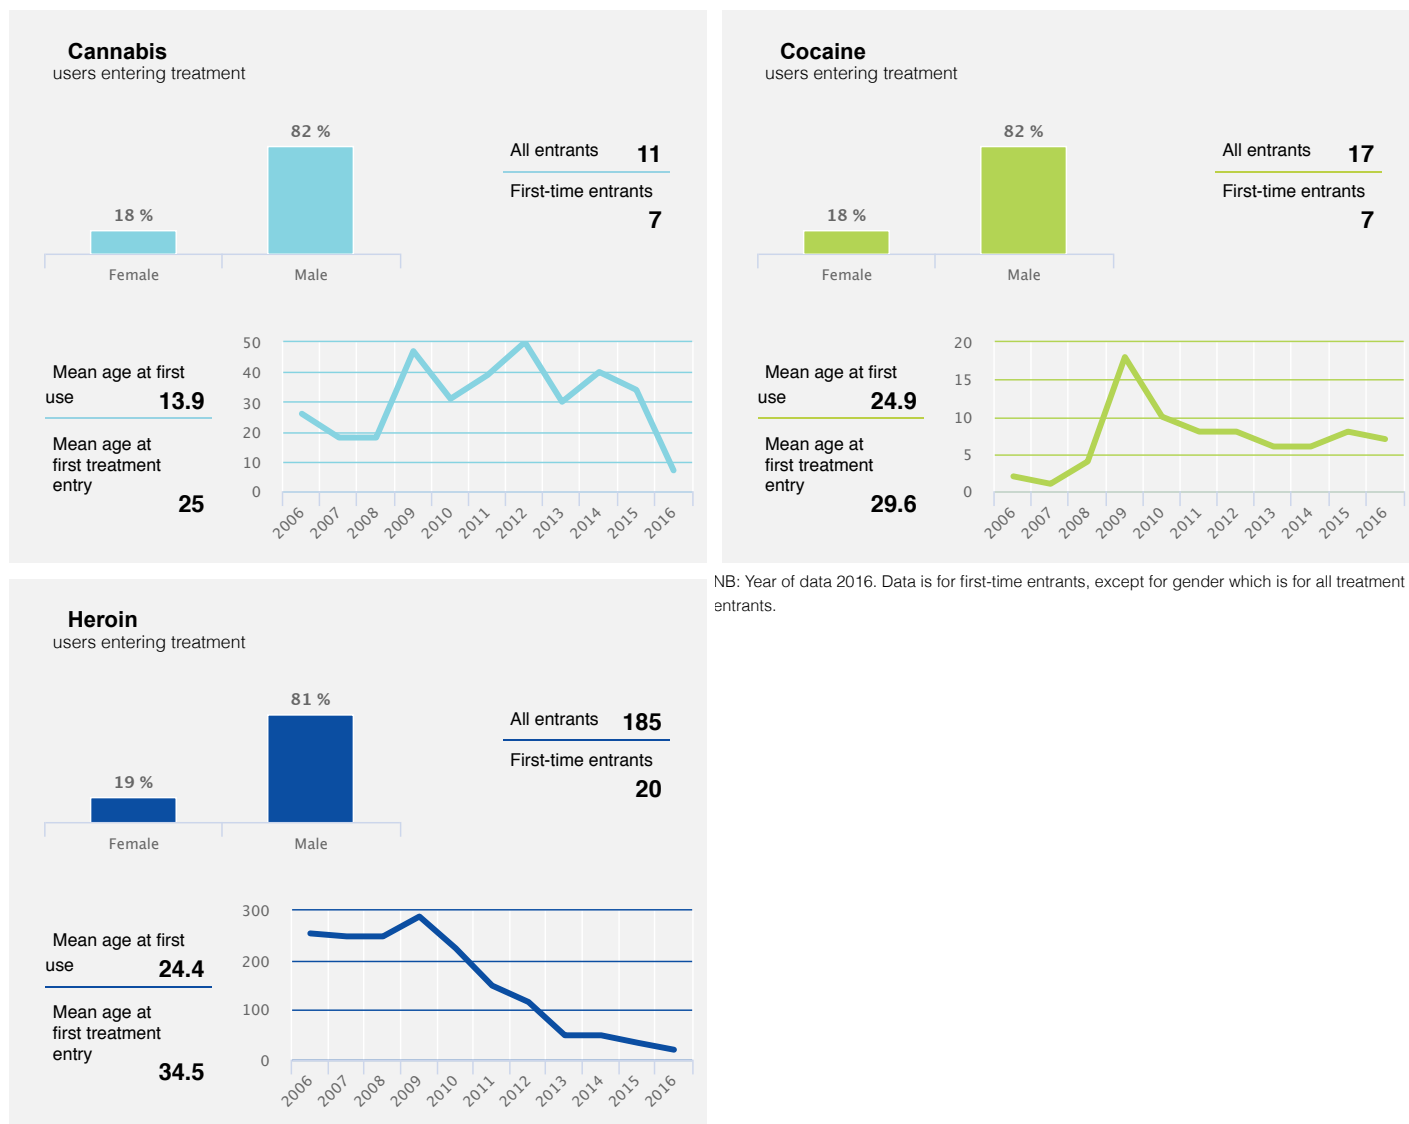 Cannabis
users entering treatment
82 %
18 %
Female
Male
All entrants 11
First-time entrants
7
Mean age at first
use 13.9
Mean age at
first treatment
entry
25
50
40
30
20
10
0
2006 2007 2008 2009 2010 2011 2012 2013 2014 2015 2016
Cocaine
users entering treatment
82 %
18 %
Female
Male
All entrants 17
First-time entrants
7
Mean age at first
use 24.9
Mean age at
first treatment
entry
29.6
20
15
10
5
0
2006 2007 2008 2009 2010 2011 2012 2013 2014 2015 2016
Heroin
users entering treatment
81 %
19 %
Female
Male
All entrants 185
First-time entrants
20
Mean age at first
use 24.4
Mean age at
first treatment
entry
34.5
300
200
100
0
2006 2007 2008 2009 2010 2011 2012 2013 2014 2015 2016
NB: Year of data 2016. Data is for first-time entrants, except for gender which is for all treatment
entrants.